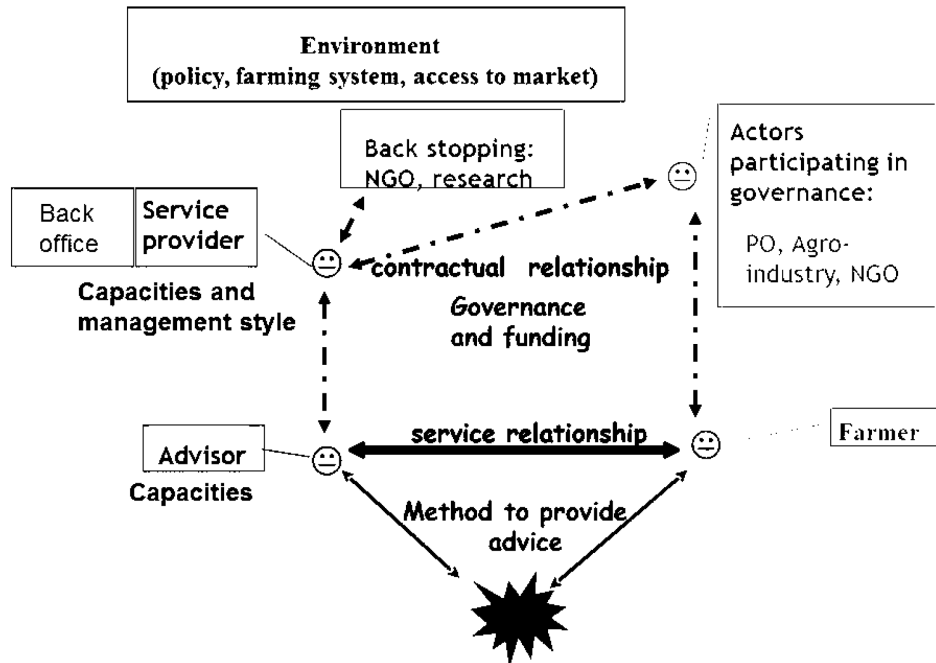 Environment
(policy, farming system, access to market)
Back stopping:
NGO, research
Actors
participating in
governance:
PO, Agro-
industry, NGO
Back
office
Service
provider
Capacities and
management style
contractual relationship
Governance
and funding
service relationship
Farmer
Advisor
Capacities
Method to provide
advice